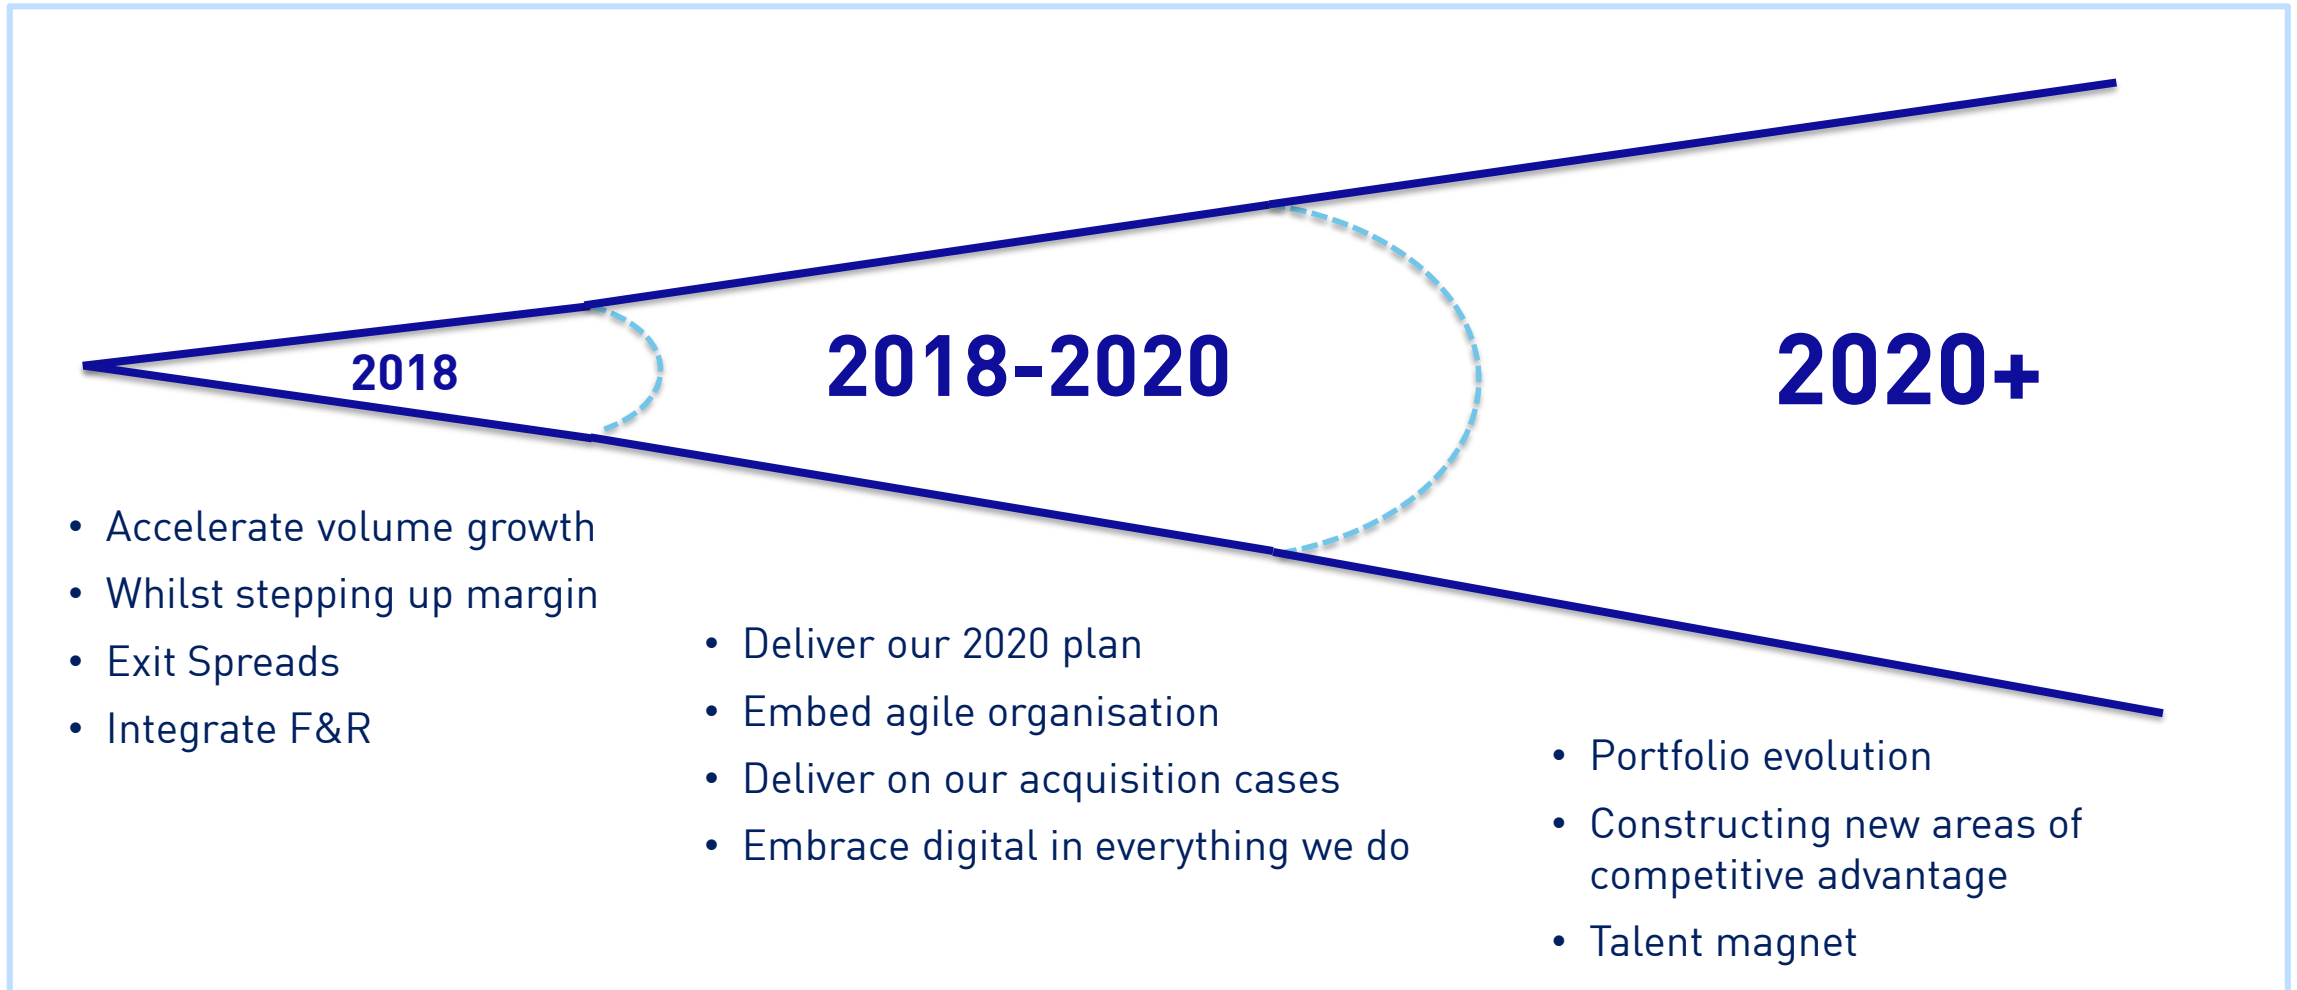 2018
2018-2020
2020+
• Accelerate volume growth
• Whilst stepping up margin
• Exit Spreads
• Integrate F&R
• Deliver our 2020 plan
• Embed agile organisation
• Deliver on our acquisition cases
• Embrace digital in everything we do
• Portfolio evolution
• Constructing new areas of
competitive advantage
• Talent magnet